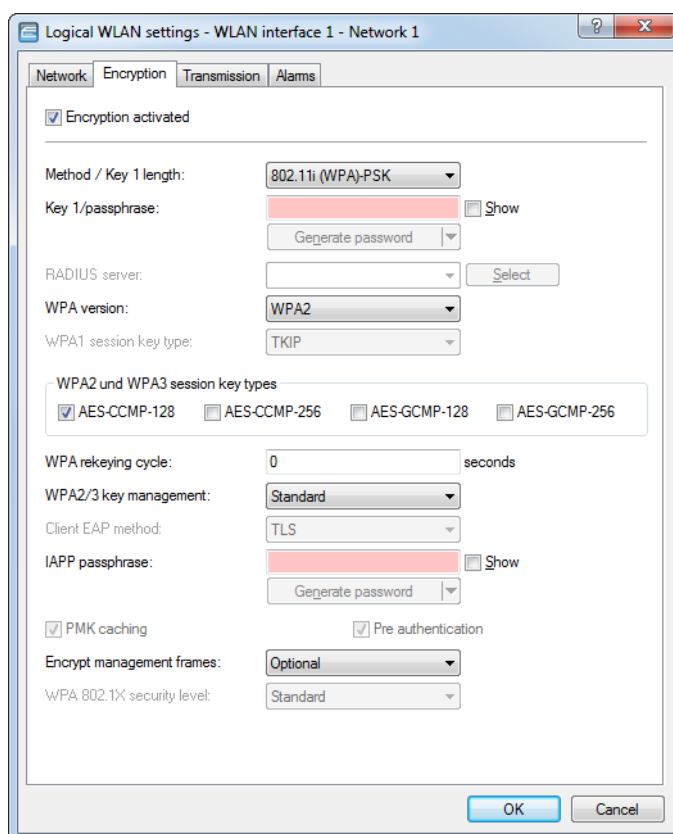 Logical WLAN settings - WLAN interface 1 - Network 1
Network Encryption Transmission Alarms
Encryption activated
Method / Key 1 length: 802.11i (WPA)-PSK
Key 1/passphrase: Show
Generate password
RADIUS server: Select
WPA version: WPA2
WPA1 session key type: TKIP
WPA2 und WPA3 session key types
AES-CCMP-128 AES-CCMP-256 AES-GCMP-128 AES-GCMP-256
WPA rekeying cycle: 0 seconds
WPA2/3 key management: Standard
Client EAP method: TLS
IAPP passphrase: Show
Generate password
PMK caching Pre authentication
Encrypt management frames: Optional
WPA 802.1X security level: Standard
OK Cancel